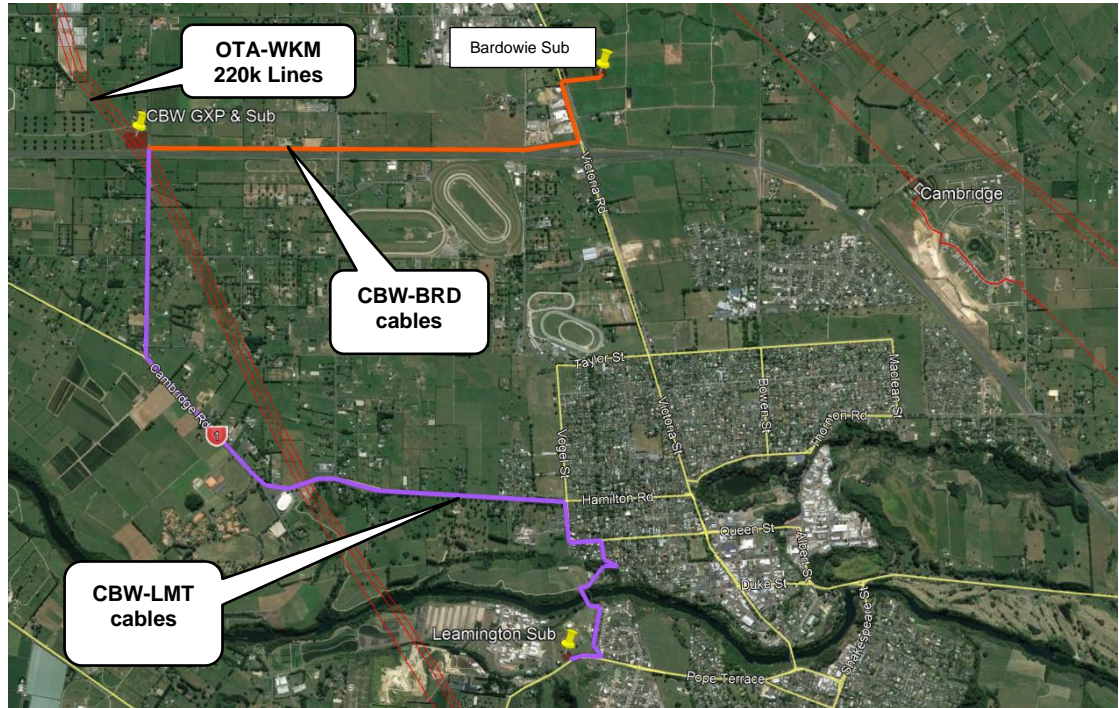 OTA-WKM
220k Lines
Bardowie Sub
CBW GXP & Sub
Victoria Rd
Cambridge
CBW-BRD
cables
Cambridge Rd
1
Taylor St
Maclean St
Bowen St
Victoria St
Vogel St
Thornton Rd
Hamilton Rd
Queen St
Albert St
Duke St
CBW-LMT
cables
Leamington Sub
Shakespeare St
Pope Terrace